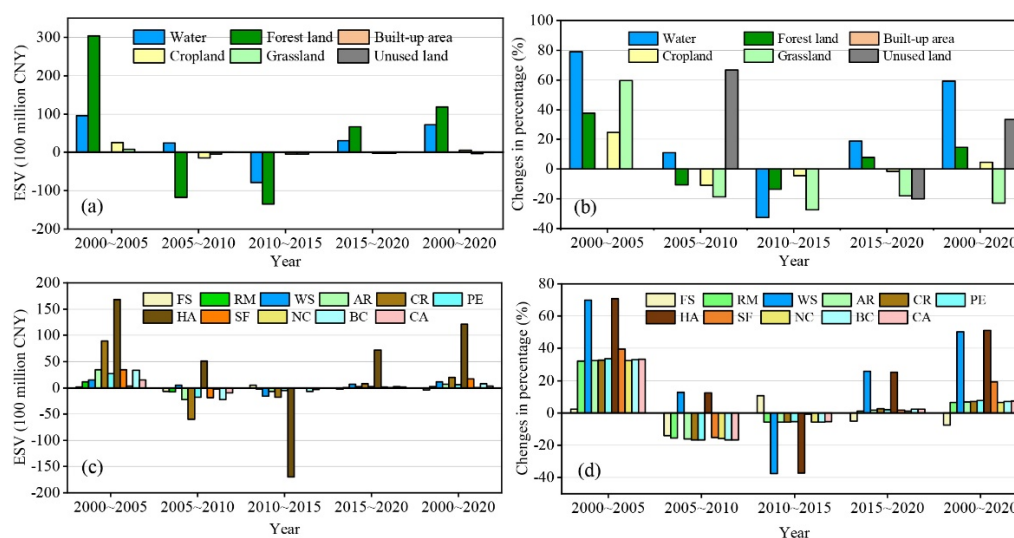 ESV (100 million CNY)
300
200
100
0
-100
-200
Water
Forest land
Built-up area
Cropland
Grassland
Unused land
(a)
2000~2005
2005~2010
2010~2015
2015~2020
2000~2020
Year
Chenges in percentage (%)
100
80
60
40
20
0
-20
-40
Water
Forest land
Built-up area
Cropland
Grassland
Unused land
(b)
2000~2005
2005~2010
2010~2015
2015~2020
2000~2020
Year
ESV (100 million CNY)
200
150
100
50
0
-50
-100
-150
-200
FS
RM
WS
AR
CR
PE
HA
SF
NC
BC
CA
(c)
2000~2005
2005~2010
2010~2015
2015~2020
2000~2020
Year
Chenges in percentage (%)
80
60
40
20
0
-20
-40
FS
RM
WS
AR
CR
PE
HA
SF
NC
BC
CA
(d)
2000~2005
2005~2010
2010~2015
2015~2020
2000~2020
Year